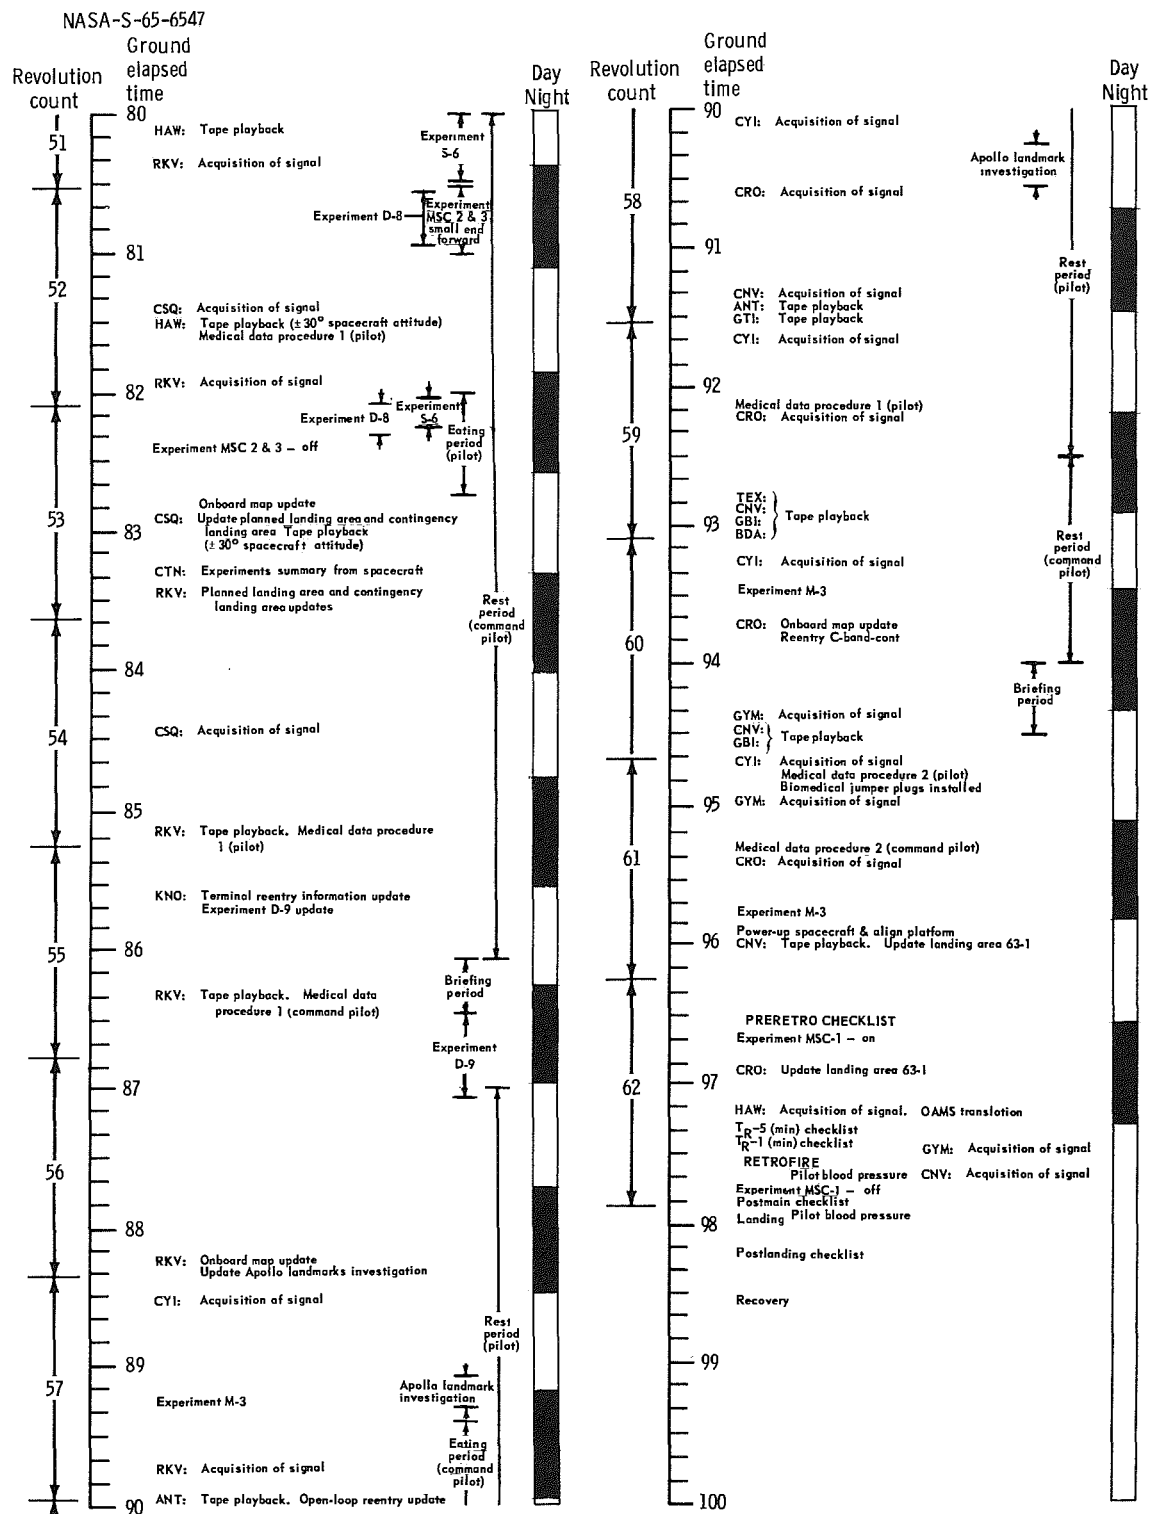 NASA-S-65-6547
Revolution
count
Ground
elapsed
time
Day
Night
80
51
HAW: Tape playback
Experiment
S-6
RKV: Acquisition of signal
Experiment D-8
Experiment
MSC 2 & 3
small end
forward
81
52
CSQ: Acquisition of signal
HAW: Tape playback (±30° spacecraft attitude)
Medical data procedure 1 (pilot)
RKV: Acquisition of signal
82
Experiment D-8
Experiment
S-6
Eating
period
(pilot)
Experiment MSC 2 & 3 – off
Onboard map update
53
CSQ: Update planned landing area and contingency
landing area Tape playback
(±30° spacecraft attitude)
83
CTN: Experiments summary from spacecraft
RKV: Planned landing area and contingency
landing area updates
Rest
period
(command
pilot)
84
54
CSQ: Acquisition of signal
85
RKV: Tape playback. Medical data procedure
1 (pilot)
KNO: Terminal reentry information update
Experiment D-9 update
55
86
Briefing
period
RKV: Tape playback. Medical data
procedure 1 (command pilot)
Experiment
D-9
87
56
88
RKV: Onboard map update
Update Apollo landmarks investigation
CYI: Acquisition of signal
Rest
period
(pilot)
89
57
Apollo landmark
investigation
Experiment M-3
Eating
period
(command
pilot)
RKV: Acquisition of signal
90
ANT: Tape playback. Open-loop reentry update
Revolution
count
Ground
elapsed
time
Day
Night
90
CYI: Acquisition of signal
Apollo landmark
investigation
58
CRO: Acquisition of signal
91
Rest
period
(pilot)
CNV: Acquisition of signal
ANT: Tape playback
GTI: Tape playback
CYI: Acquisition of signal
92
Medical data procedure 1 (pilot)
CRO: Acquisition of signal
59
TEX:
CNV:
GBI:
BDA:
Tape playback
93
Rest
period
(command
pilot)
CYI: Acquisition of signal
Experiment M-3
60
CRO: Onboard map update
Reentry C-band-cont
94
Briefing
period
GYM: Acquisition of signal
CNV:
GBI:
Tape playback
CYI: Acquisition of signal
Medical data procedure 2 (pilot)
Biomedical jumper plugs installed
95
GYM: Acquisition of signal
61
Medical data procedure 2 (command pilot)
CRO: Acquisition of signal
Experiment M-3
Power-up spacecraft & align platform
96
CNV: Tape playback. Update landing area 63-1
PRERETRO CHECKLIST
Experiment MSC-1 – on
CRO: Update landing area 63-1
97
62
HAW: Acquisition of signal. OAMS translation
TR-5 (min) checklist
TR-1 (min) checklist
GYM: Acquisition of signal
RETROFIRE
Pilot blood pressure CNV: Acquisition of signal
Experiment MSC-1 – off
Postmain checklist
98
Landing Pilot blood pressure
Postlanding checklist
Recovery
99
100